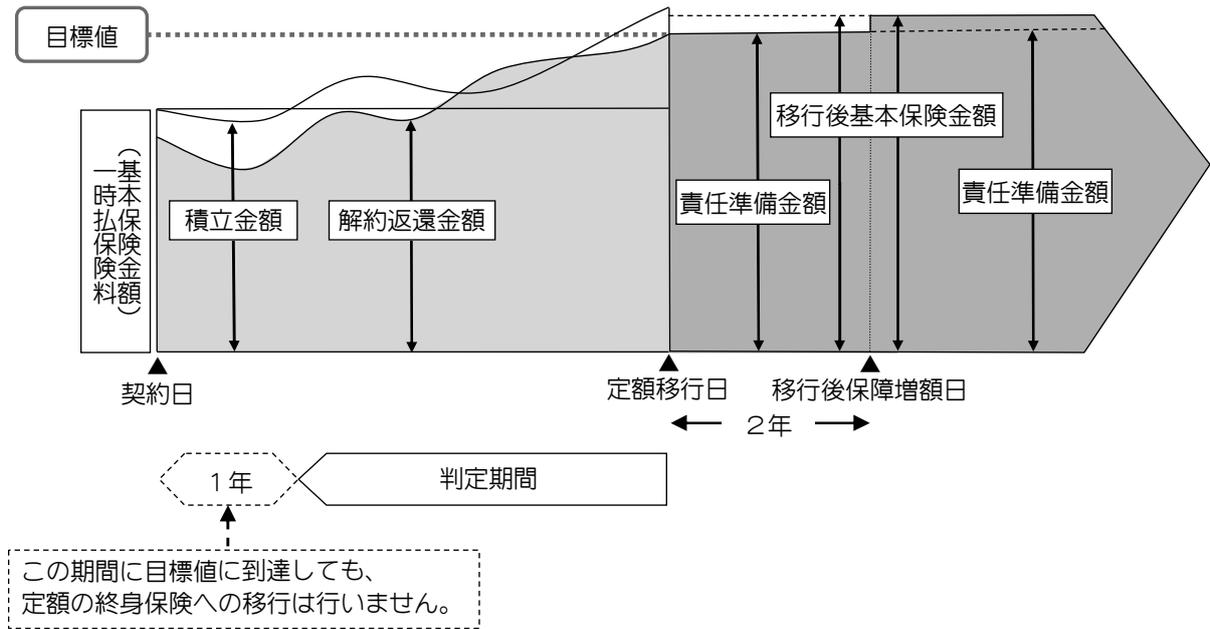 目標値
(基本保険金額)
一時払保険料
積立金額
解約返還金額
移行後基本保険金額
責任準備金額
責任準備金額
契約日
定額移行日
移行後保障増額日
2年
1年
判定期間
この期間に目標値に到達しても、
定額の終身保険への移行は行いません。